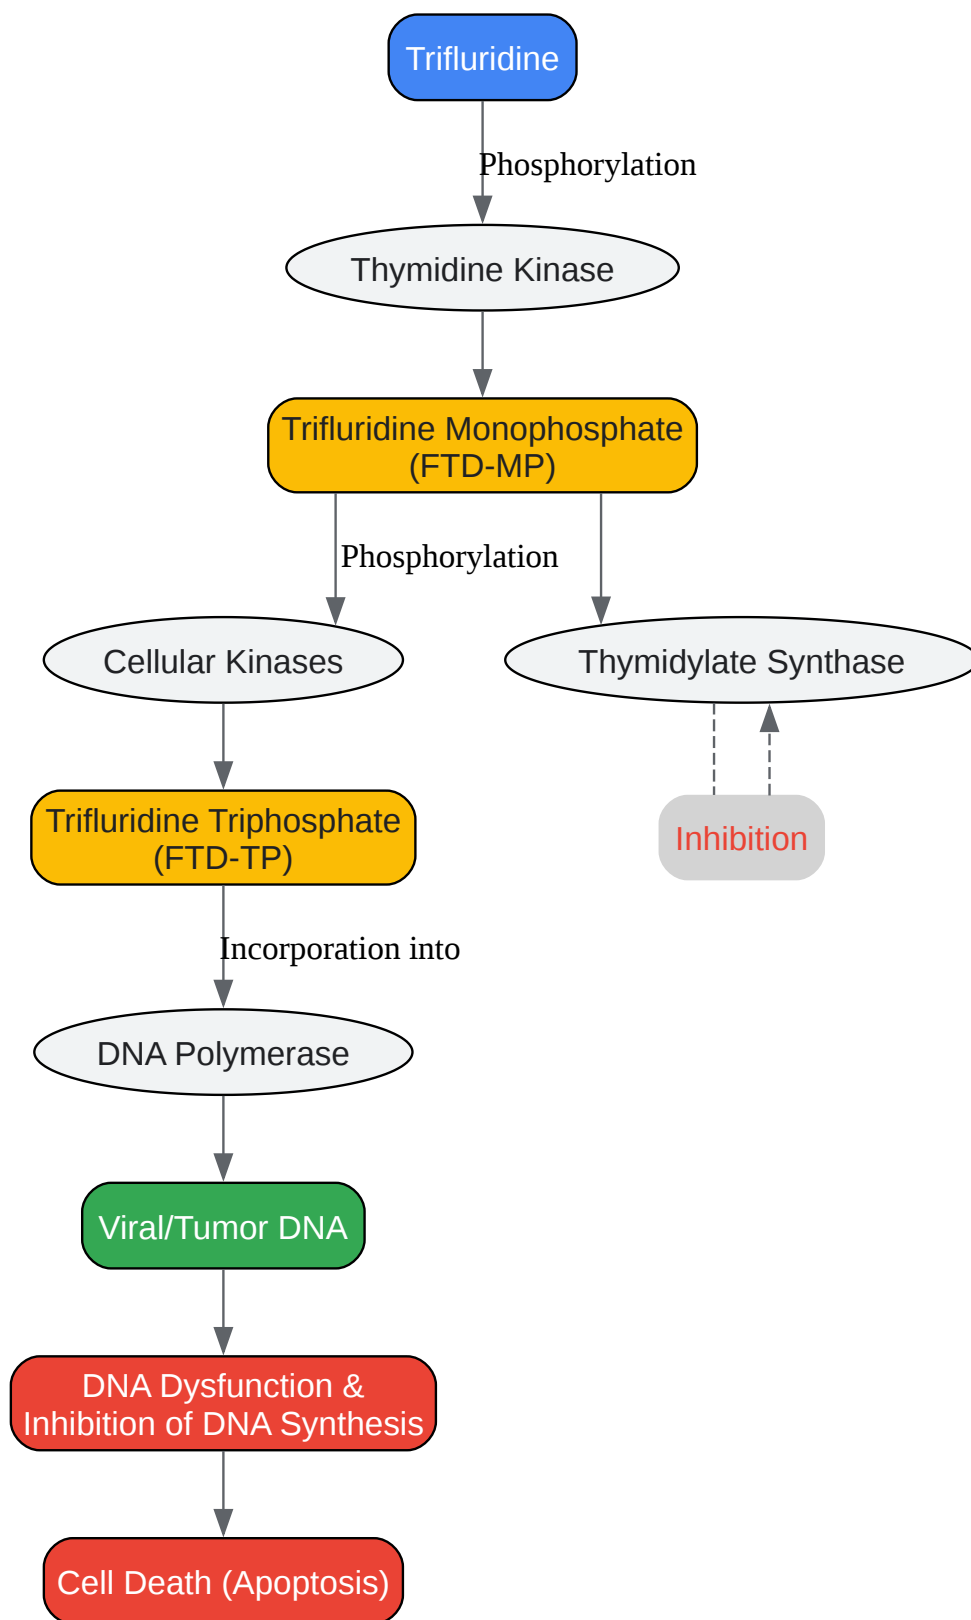 Trifluridine
Phosphorylation
Thymidine Kinase
Trifluridine Monophosphate
(FTD-MP)
Phosphorylation
Cellular Kinases
Thymidylate Synthase
Trifluridine Triphosphate
(FTD-TP)
Inhibition
Incorporation into
DNA Polymerase
Viral/Tumor DNA
DNA Dysfunction &
Inhibition of DNA Synthesis
Cell Death (Apoptosis)